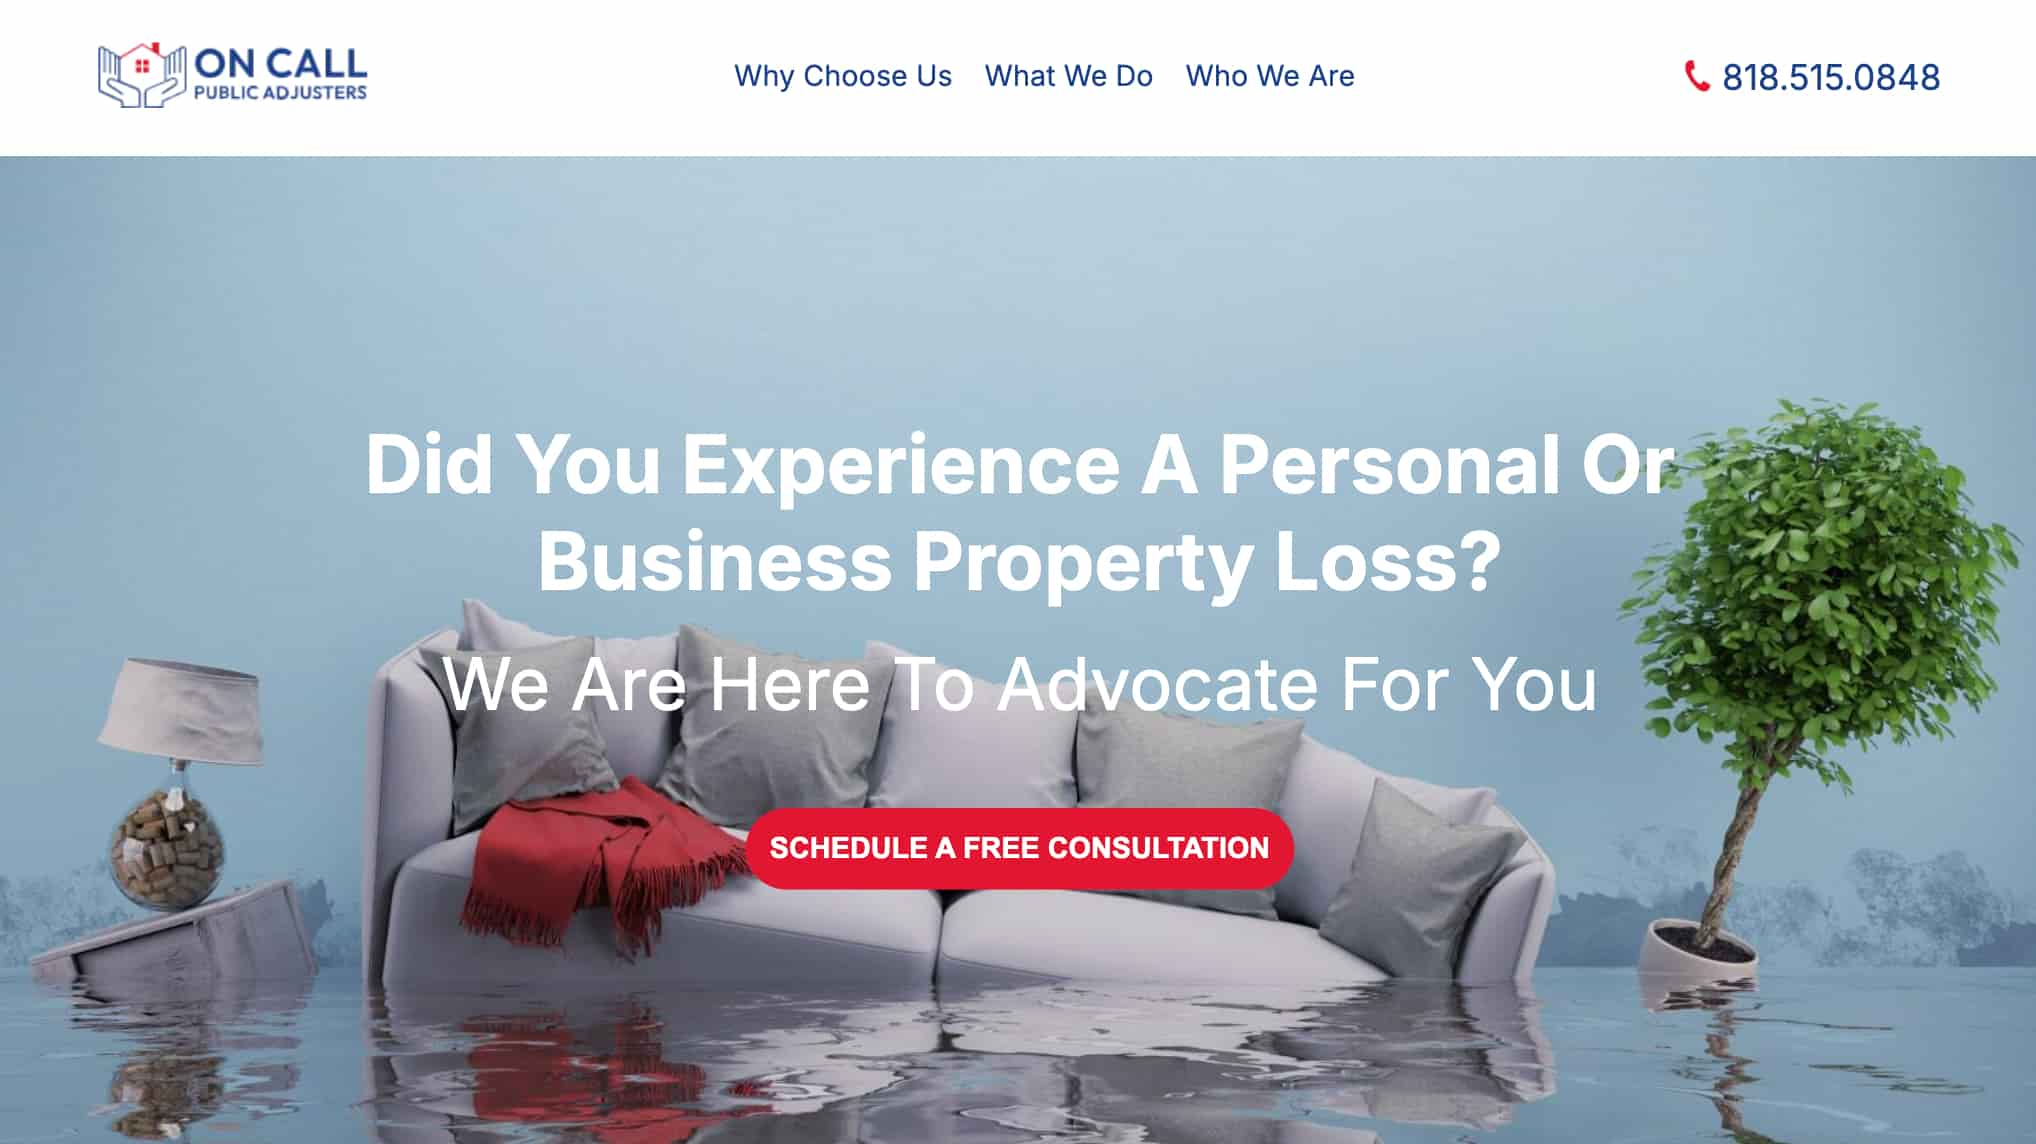 ON CALL
PUBLIC ADJUSTERS
Why Choose Us
What We Do
Who We Are
818.515.0848
Did You Experience A Personal Or
Business Property Loss?
We Are Here To Advocate For You
SCHEDULE A FREE CONSULTATION